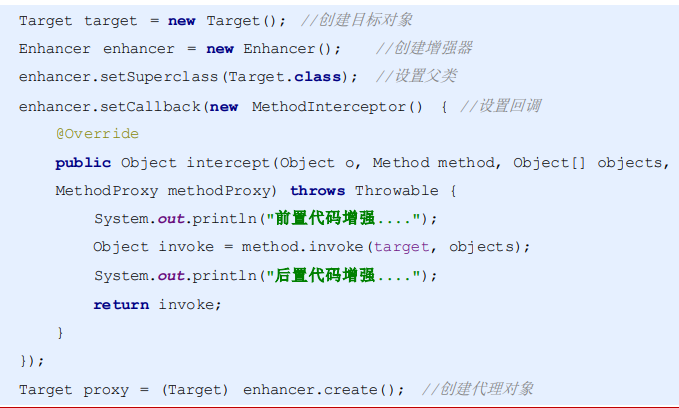 Target target = new Target(); //创建目标对象
Enhancer enhancer = new Enhancer(); //创建增强器
enhancer.setSuperclass(Target.class); //设置父类
enhancer.setCallback(new MethodInterceptor() { //设置回调
@Override
public Object intercept(Object o, Method method, Object[] objects,
MethodProxy methodProxy) throws Throwable {
System.out.println("前置代码增强....");
Object invoke = method.invoke(target, objects);
System.out.println("后置代码增强....");
return invoke;
}
});
Target proxy = (Target) enhancer.create(); //创建代理对象